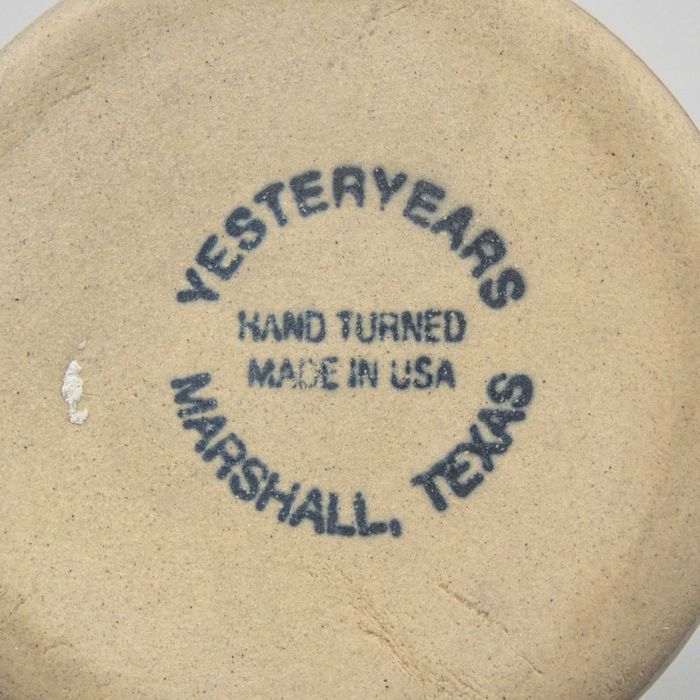 YESTERYEARS
HAND TURNED
MADE IN USA
MARSHALL, TEXAS